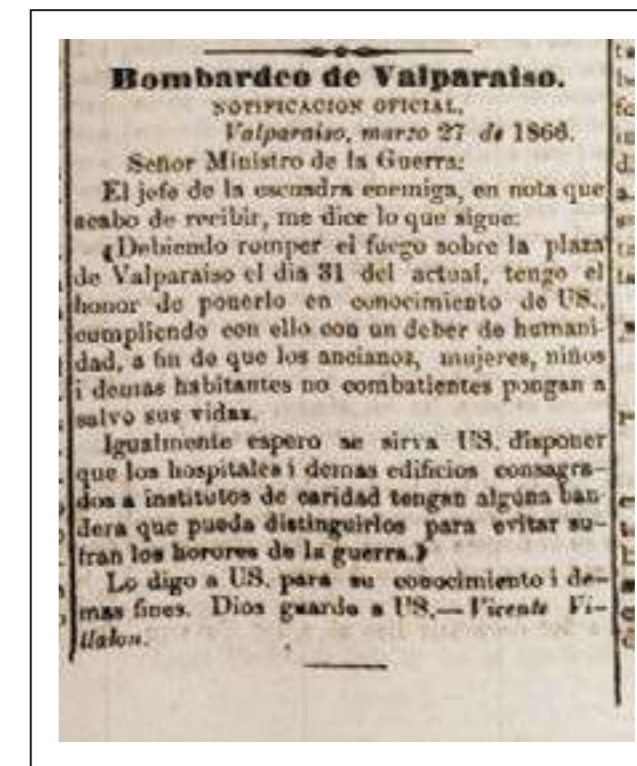 Bombardeo de Valparaiso.
NOTIFICACION OFICIAL.
Valparaiso, marzo 27 de 1866.
Señor Ministro de la Guerra:
El jefe de la escuadra enemiga, en nota que
acabo de recibir, me dice lo que sigue:
(Debiendo romper el fuego sobre la plaza
de Valparaiso el dia 31 del actual, tengo el
honor de ponerlo en conocimiento de US.,
cumpliendo con ello con un deber de humani-
dad, a fin de que los ancianos, mujeres, niños
i demas habitantes no combatientes pongan a
salvo sus vidas.
Igualmente espero se sirva US. disponer
que los hospitales i demas edificios consagra-
dos a institutos de caridad tengan alguna ban
dera que pueda distinguirlos para evitar su-
fran los horores de la guerra.)
Lo digo a US. para su conocimiento i de-
mas fines. Dios guarde a US.—Vicente Vi-
llalon.